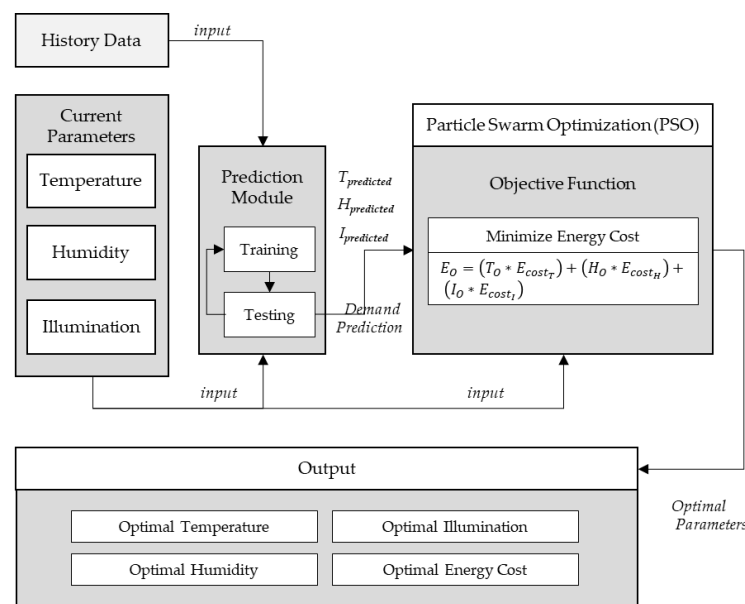 History Data
input
Current
Parameters
Temperature
Humidity
Illumination
Prediction
Module
Training
Testing
T_predicted
H_predicted
I_predicted
Demand
Prediction
Particle Swarm Optimization (PSO)
Objective Function
Minimize Energy Cost
E_O = (T_O * E_cost_T) + (H_O * E_cost_H) +
(I_O * E_cost_I)
input
input
Output
Optimal Temperature
Optimal Illumination
Optimal Humidity
Optimal Energy Cost
Optimal
Parameters